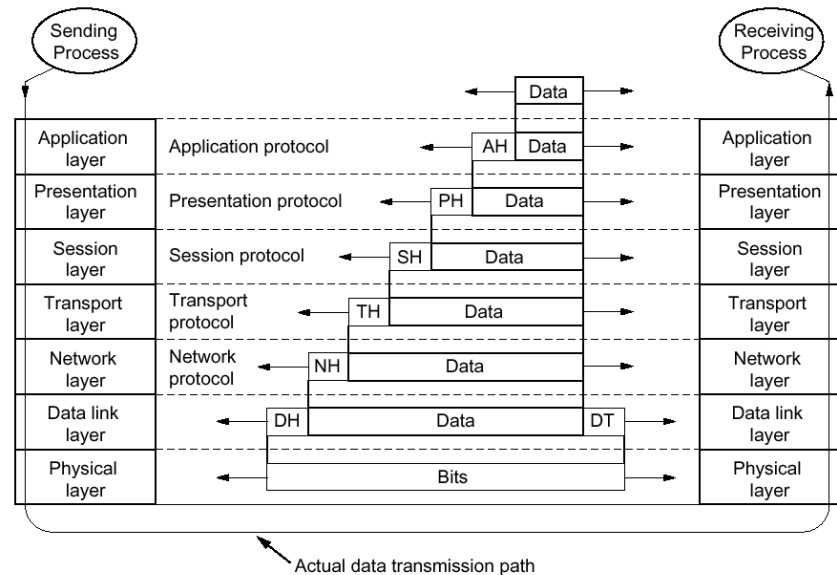 Sending
Process
Receiving
Process
Data
Application
layer
Application protocol
AH
Data
Application
layer
Presentation
layer
Presentation protocol
PH
Data
Presentation
layer
Session
layer
Session protocol
SH
Data
Session
layer
Transport
layer
Transport
protocol
TH
Data
Transport
layer
Network
layer
Network
protocol
NH
Data
Network
layer
Data link
layer
DH
Data
DT
Data link
layer
Physical
layer
Bits
Physical
layer
Actual data transmission path